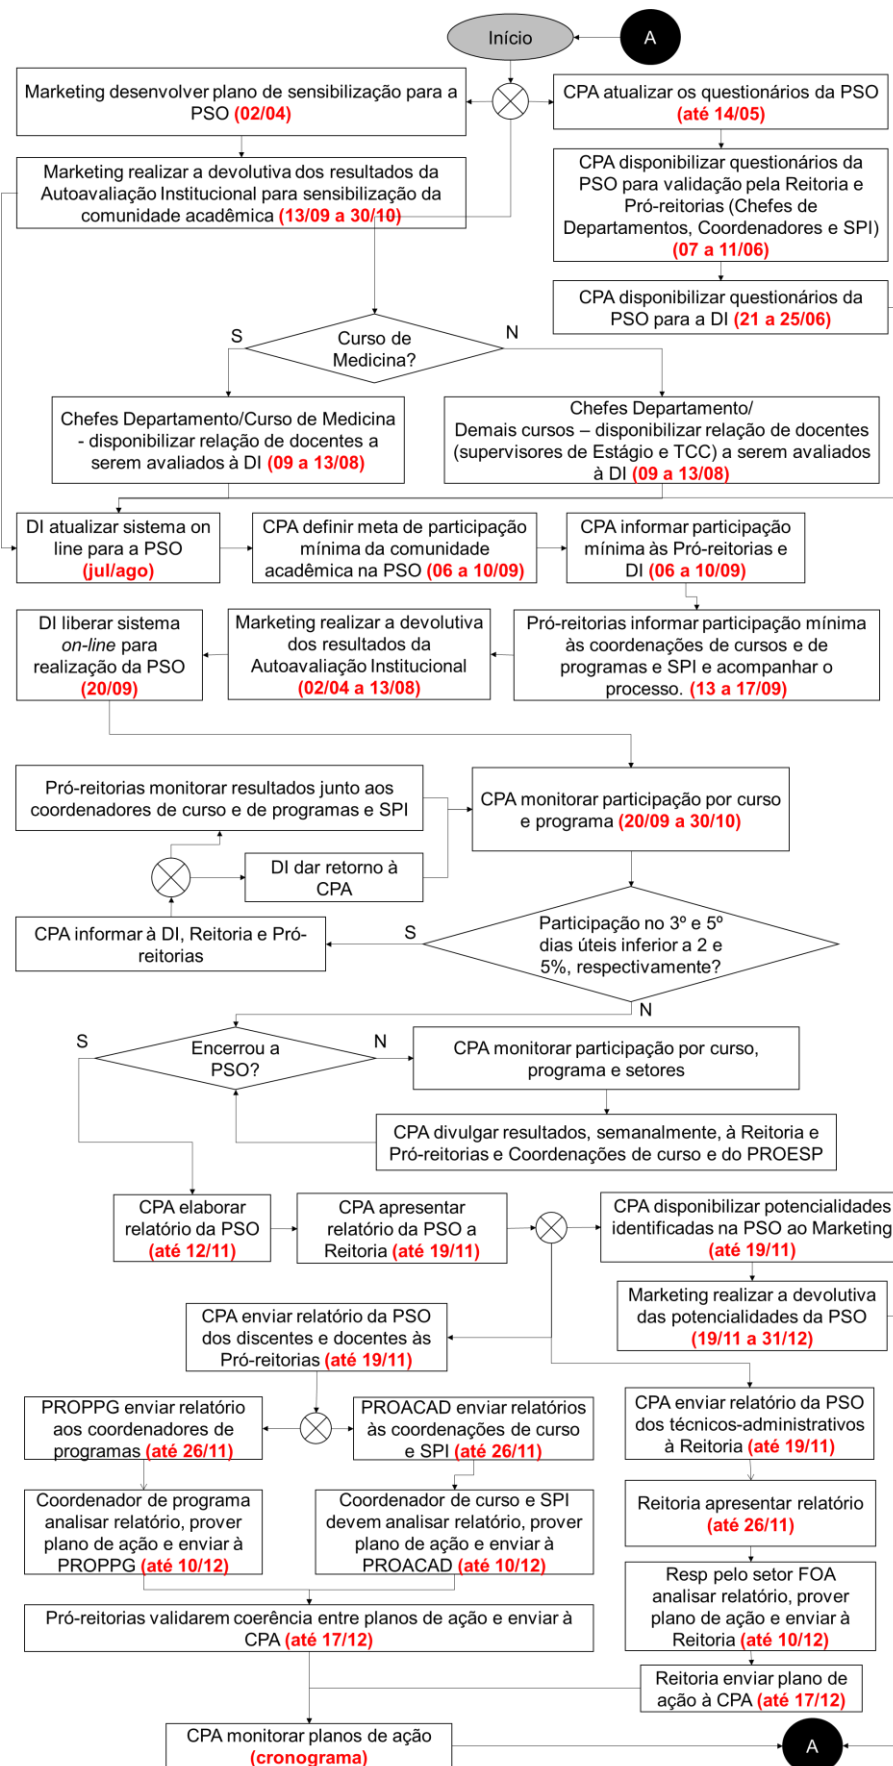 Início
A
Marketing desenvolver plano de sensibilização para a
PSO (02/04)
CPA atualizar os questionários da PSO
(até 14/05)
Marketing realizar a devolutiva dos resultados da
Autoavaliação Institucional para sensibilização da
comunidade acadêmica (13/09 a 30/10)
CPA disponibilizar questionários da
PSO para validação pela Reitoria e
Pró-reitorias (Chefes de
Departamentos, Coordenadores e SPI)
(07 a 11/06)
CPA disponibilizar questionários da
PSO para a DI (21 a 25/06)
S
Curso de
Medicina?
N
Chefes Departamento/Curso de Medicina
- disponibilizar relação de docentes a
serem avaliados à DI (09 a 13/08)
Chefes Departamento/
Demais cursos – disponibilizar relação de docentes
(supervisores de Estágio e TCC) a serem avaliados
à DI (09 a 13/08)
DI atualizar sistema on
line para a PSO
(jul/ago)
CPA definir meta de participação
mínima da comunidade
acadêmica na PSO (06 a 10/09)
CPA informar participação
mínima às Pró-reitorias e
DI (06 a 10/09)
DI liberar sistema
on-line para
realização da PSO
(20/09)
Marketing realizar a devolutiva
dos resultados da
Autoavaliação Institucional
(02/04 a 13/08)
Pró-reitorias informar participação mínima
às coordenações de cursos e de
programas e SPI e acompanhar o
processo. (13 a 17/09)
Pró-reitorias monitorar resultados junto aos
coordenadores de curso e de programas e SPI
CPA monitorar participação por curso
e programa (20/09 a 30/10)
DI dar retorno à
CPA
CPA informar à DI, Reitoria e Pró-
reitorias
S
Participação no 3º e 5º
dias úteis inferior a 2 e
5%, respectivamente?
N
S
Encerrou a
PSO?
N
CPA monitorar participação por curso,
programa e setores
CPA divulgar resultados, semanalmente, à Reitoria e
Pró-reitorias e Coordenações de curso e do PROESP
CPA elaborar
relatório da PSO
(até 12/11)
CPA apresentar
relatório da PSO a
Reitoria (até 19/11)
CPA disponibilizar potencialidades
identificadas na PSO ao Marketing
(até 19/11)
Marketing realizar a devolutiva
das potencialidades da PSO
(19/11 a 31/12)
CPA enviar relatório da PSO
dos discentes e docentes às
Pró-reitorias (até 19/11)
PROPPG enviar relatório
aos coordenadores de
programas (até 26/11)
PROACAD enviar relatórios
às coordenações de curso
e SPI (até 26/11)
CPA enviar relatório da PSO
dos técnicos-administrativos
à Reitoria (até 19/11)
Coordenador de programa
analisar relatório, prover
plano de ação e enviar à
PROPPG (até 10/12)
Coordenador de curso e SPI
devem analisar relatório, prover
plano de ação e enviar à
PROACAD (até 10/12)
Reitoria apresentar relatório
(até 26/11)
Resp pelo setor FOA
analisar relatório, prover
plano de ação e enviar à
Reitoria (até 10/12)
Pró-reitorias validarem coerência entre planos de ação e enviar à
CPA (até 17/12)
Reitoria enviar plano de
ação à CPA (até 17/12)
CPA monitorar planos de ação
(cronograma)
A